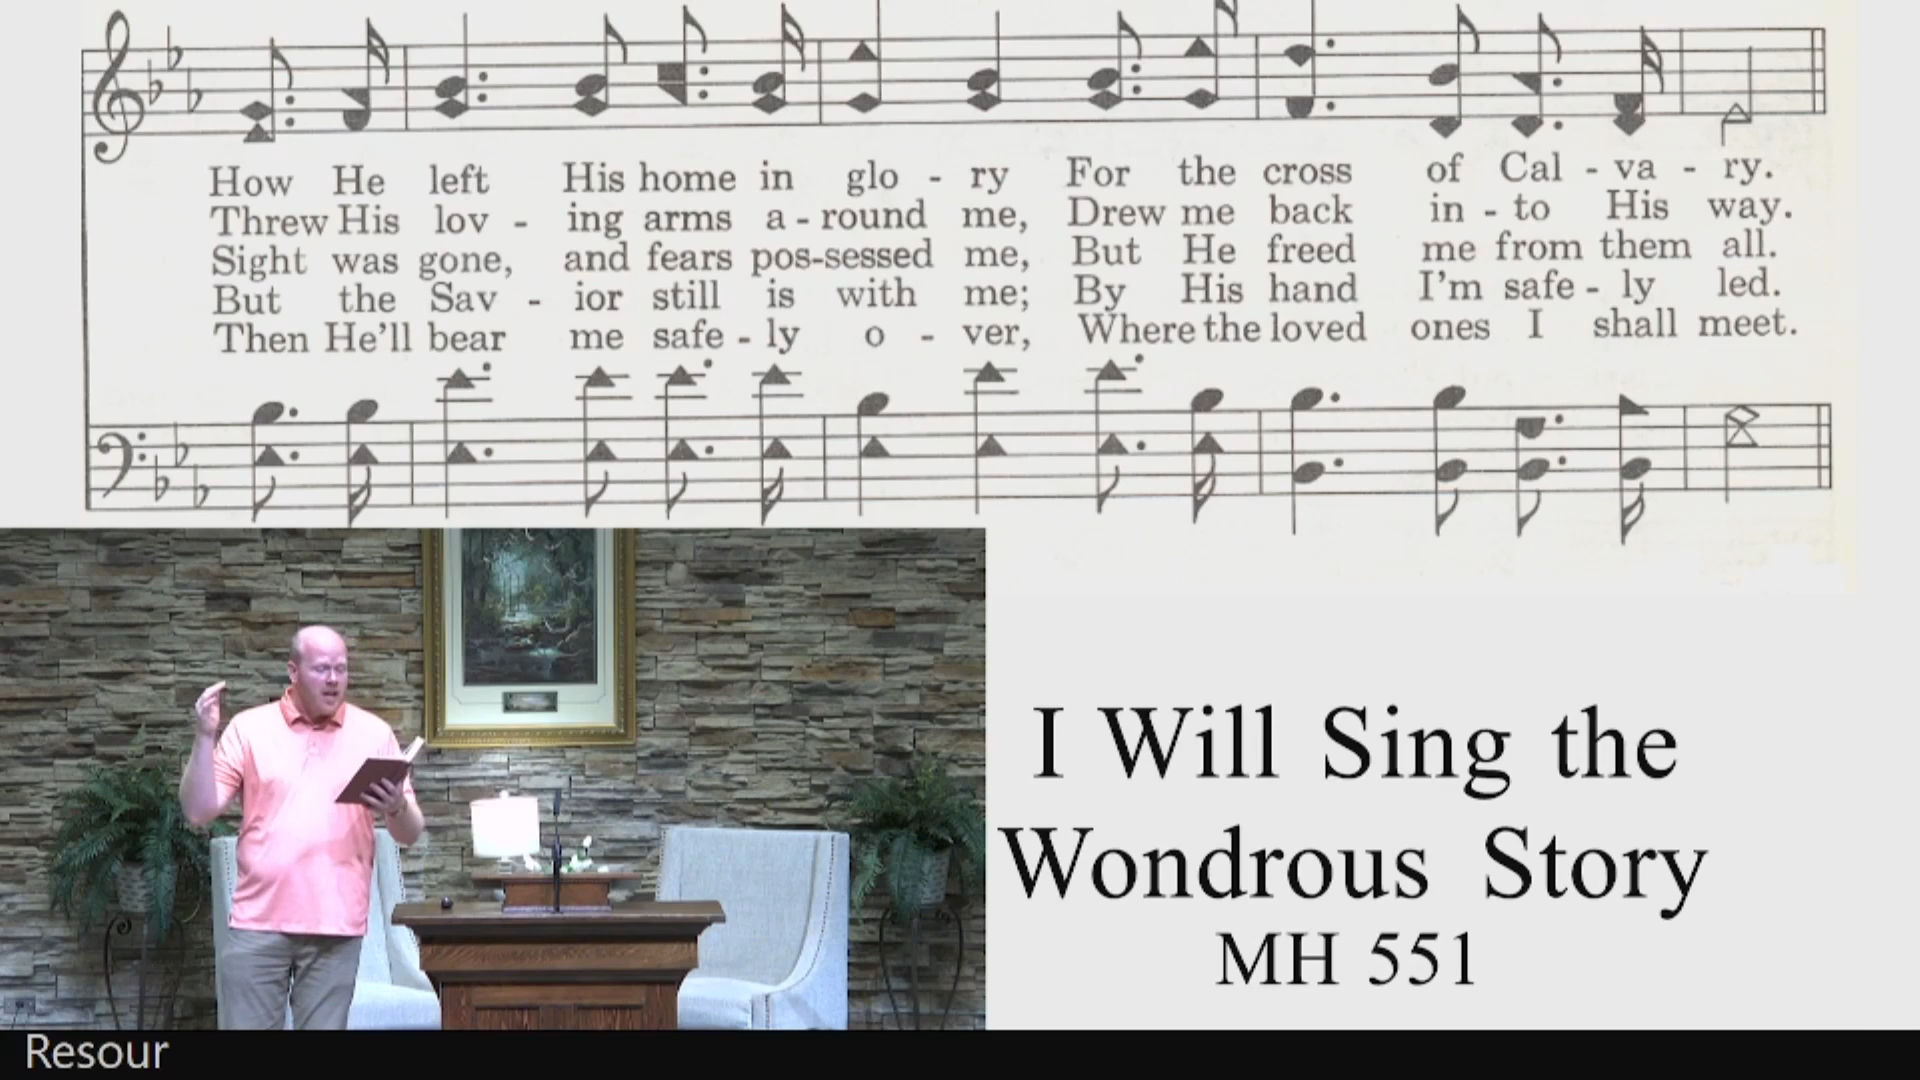 How He left His home in glo - ry For the cross of Cal - va - ry.
Threw His lov - ing arms a - round me, Drew me back in - to His way.
Sight was gone, and fears pos-sessed me, But He freed me from them all.
But the Sav - ior still is with me; By His hand I'm safe - ly led.
Then He'll bear me safe - ly o - ver, Where the loved ones I shall meet.
I Will Sing the
Wondrous Story
MH 551
Resour